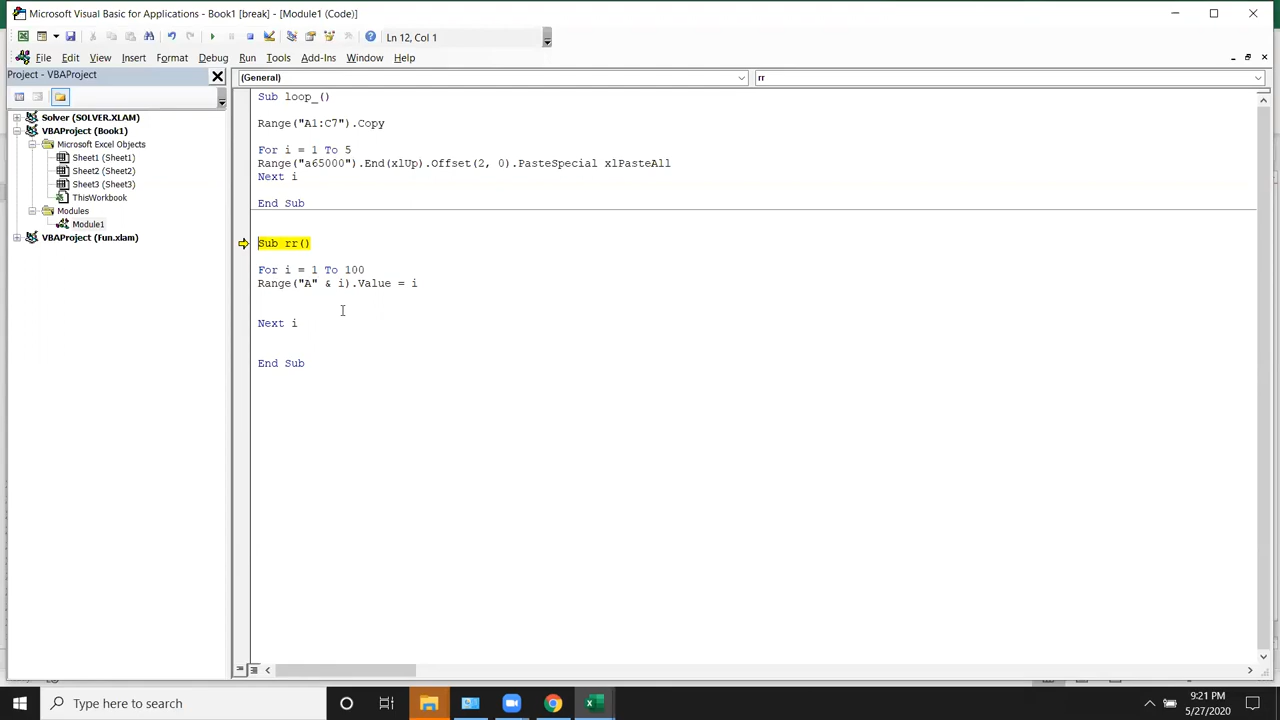 Microsoft Visual Basic for Applications - Book1 [break] - [Module1 (Code)]
Ln 12, Col 1
File Edit View Insert Format Debug Run Tools Add-Ins Window Help
Project - VBAProject
(General)
rr
Solver (SOLVER.XLAM)
VBAProject (Book1)
Microsoft Excel Objects
Sheet1 (Sheet1)
Sheet2 (Sheet2)
Sheet3 (Sheet3)
ThisWorkbook
Modules
Module1
VBAProject (Fun.xlam)
Sub loop_()
Range("A1:C7").Copy
For i = 1 To 5
Range("a65000").End(xlUp).Offset(2, 0).PasteSpecial xlPasteAll
Next i
End Sub
Sub rr()
For i = 1 To 100
Range("A" & i).Value = i
Next i
End Sub
Type here to search
9:21 PM
5/27/2020